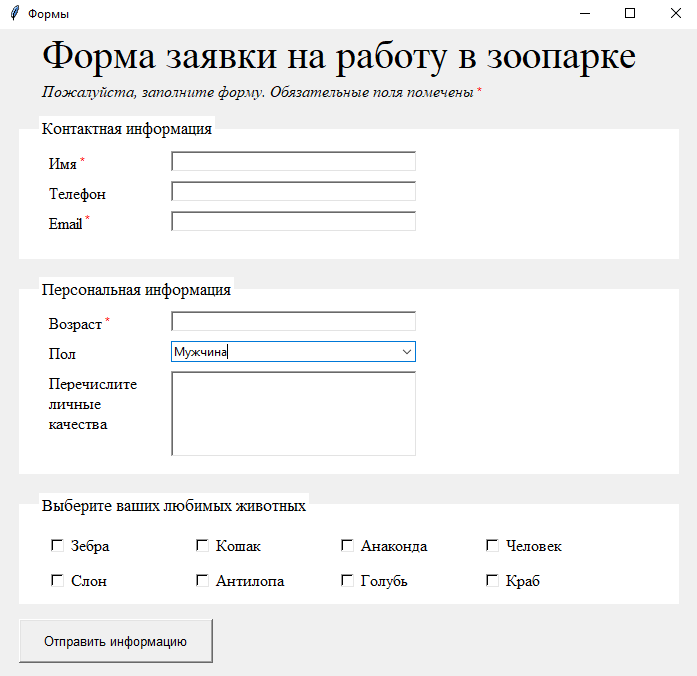 Формы
Форма заявки на работу в зоопарке
Пожалуйста, заполните форму. Обязательные поля помечены *
Контактная информация
Имя *
Телефон
Email *
Персональная информация
Возраст *
Пол Мужчина
Перечислите
личные
качества
Выберите ваших любимых животных
Зебра Кошак Анаконда Человек
Слон Антилопа Голубь Краб
Отправить информацию